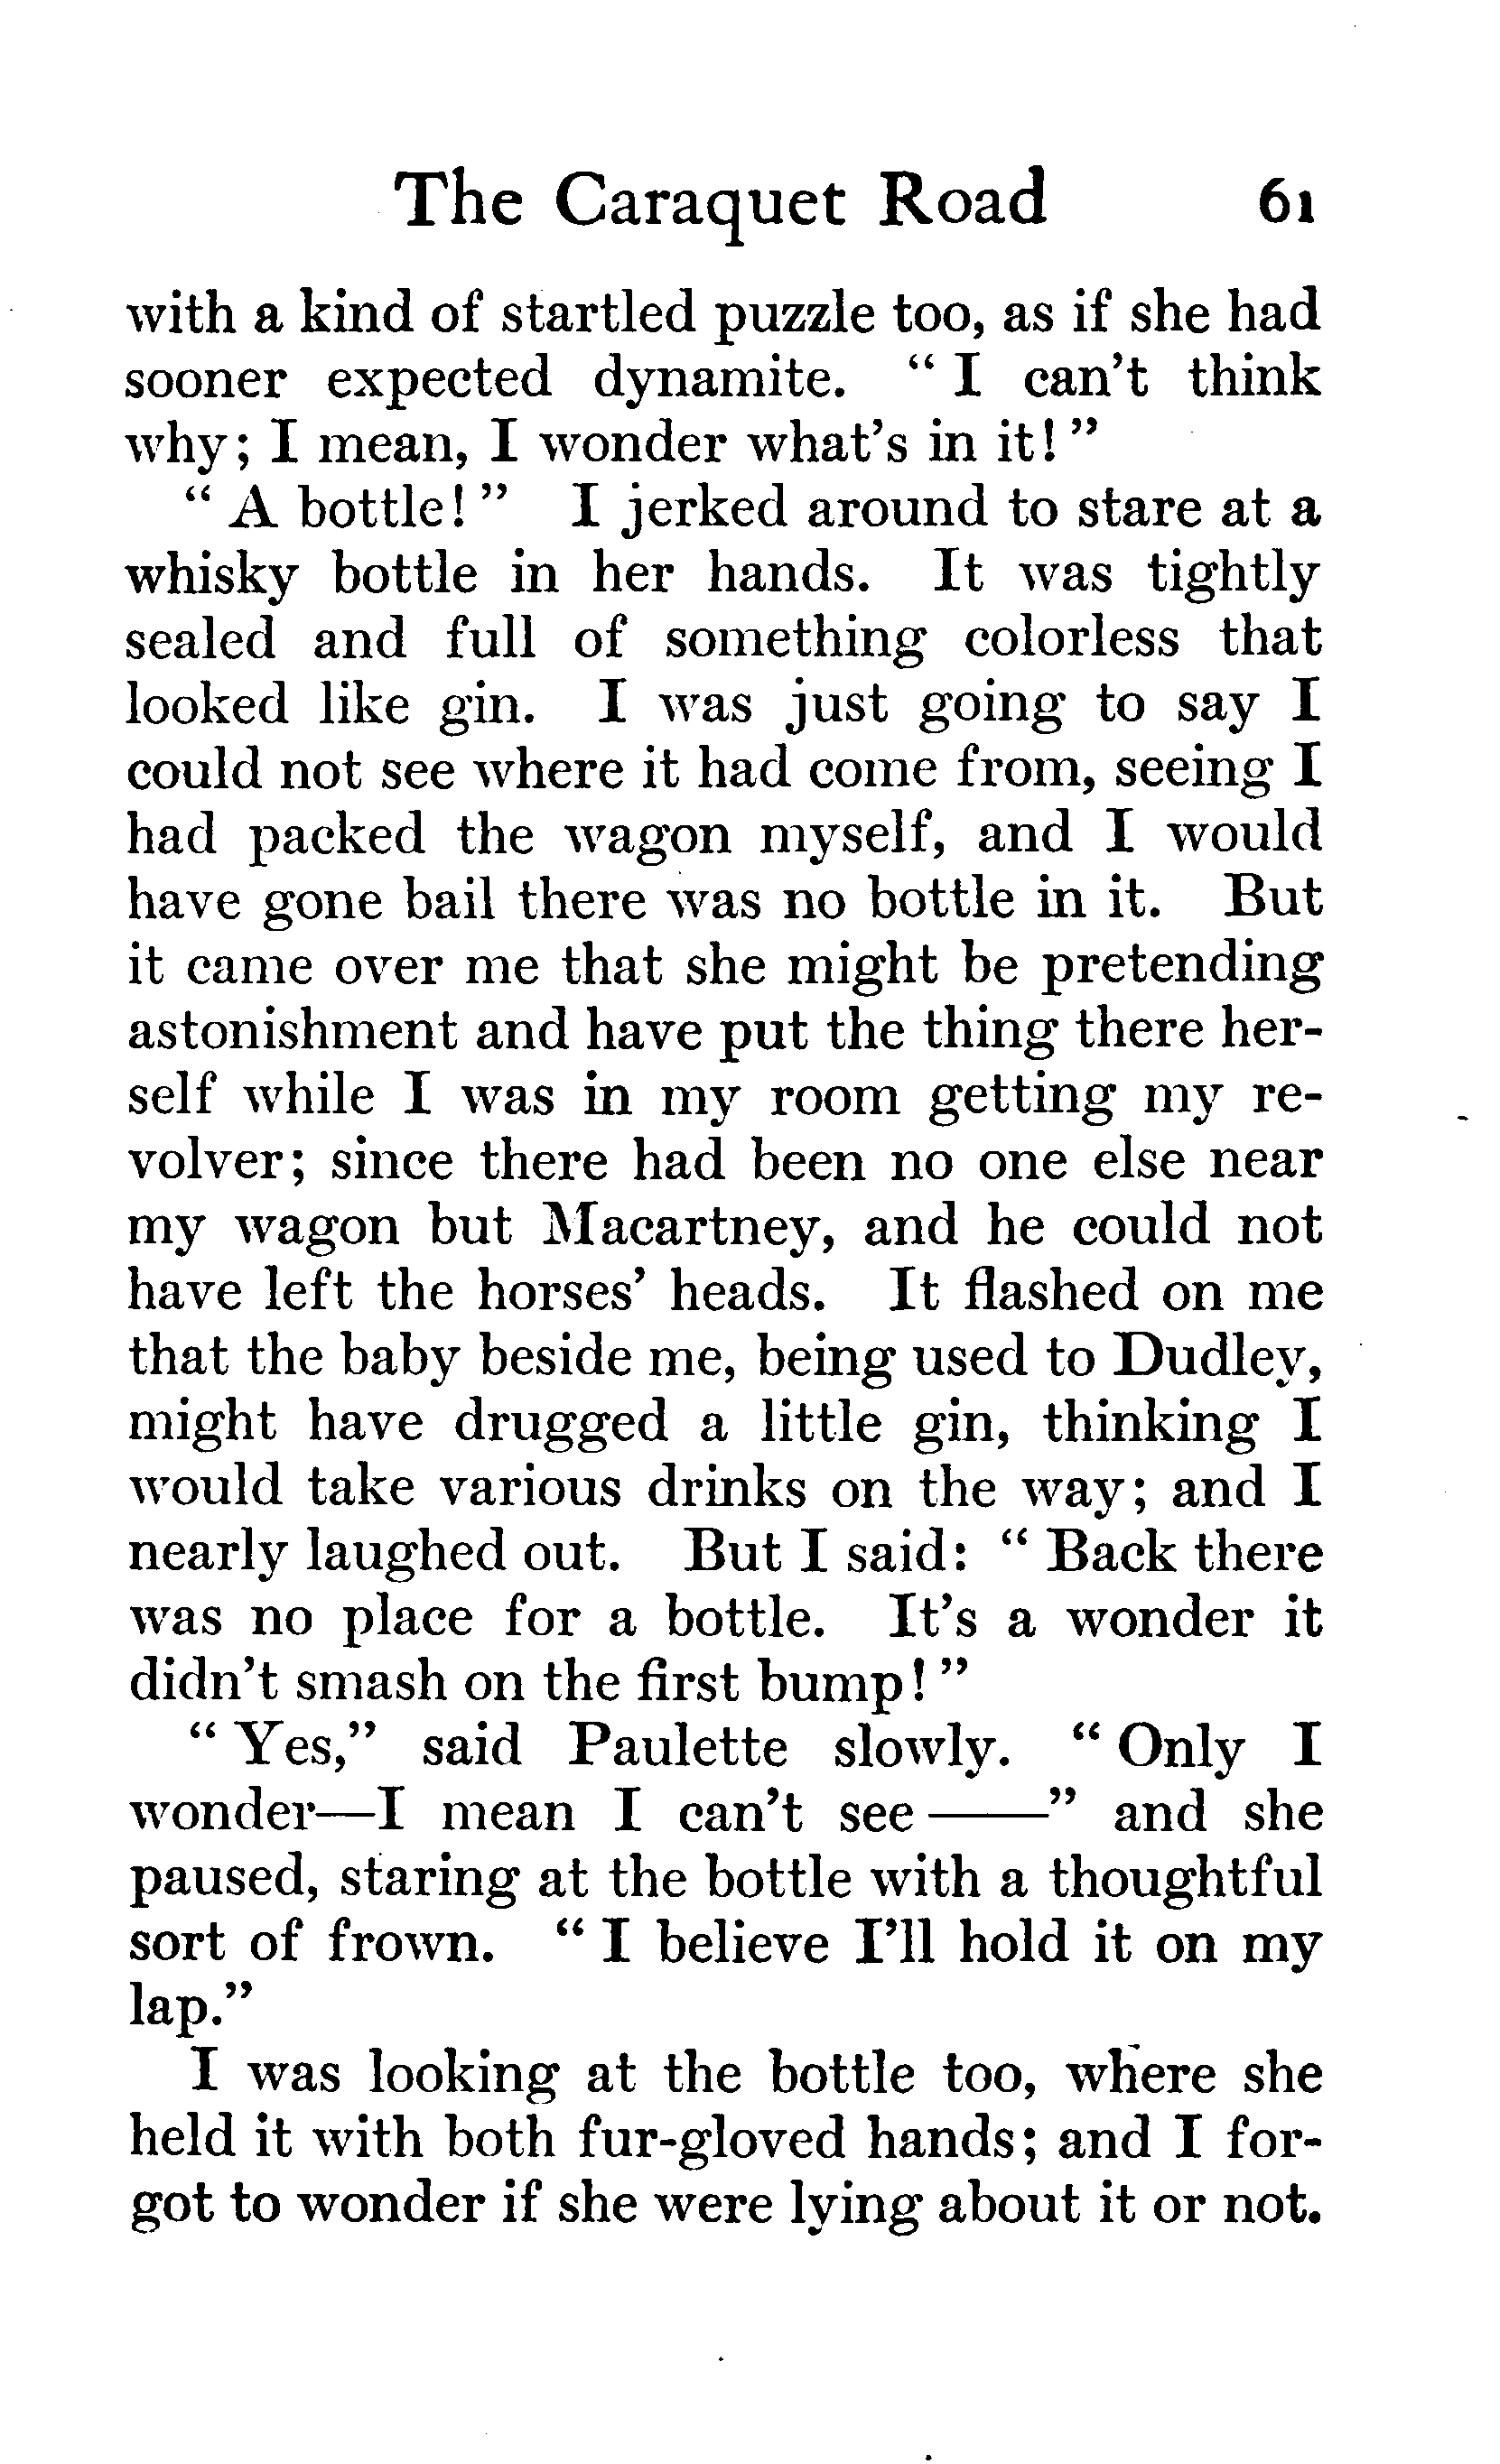 The Caraquet Road 61
with a kind of startled puzzle too, as if she had
sooner expected dynamite. "I can't think
why; I mean, I wonder what's in it!"
"A bottle!" I jerked around to stare at a
whisky bottle in her hands. It was tightly
sealed and full of something colorless that
looked like gin. I was just going to say I
could not see where it had come from, seeing I
had packed the wagon myself, and I would
have gone bail there was no bottle in it. But
it came over me that she might be pretending
astonishment and have put the thing there her-
self while I was in my room getting my re-
volver; since there had been no one else near
my wagon but Macartney, and he could not
have left the horses' heads. It flashed on me
that the baby beside me, being used to Dudley,
might have drugged a little gin, thinking I
would take various drinks on the way; and I
nearly laughed out. But I said: "Back there
was no place for a bottle. It's a wonder it
didn't smash on the first bump!"
"Yes," said Paulette slowly. "Only I
wonder—I mean I can't see ——" and she
paused, staring at the bottle with a thoughtful
sort of frown. "I believe I'll hold it on my
lap."
I was looking at the bottle too, where she
held it with both fur-gloved hands; and I for-
got to wonder if she were lying about it or not.